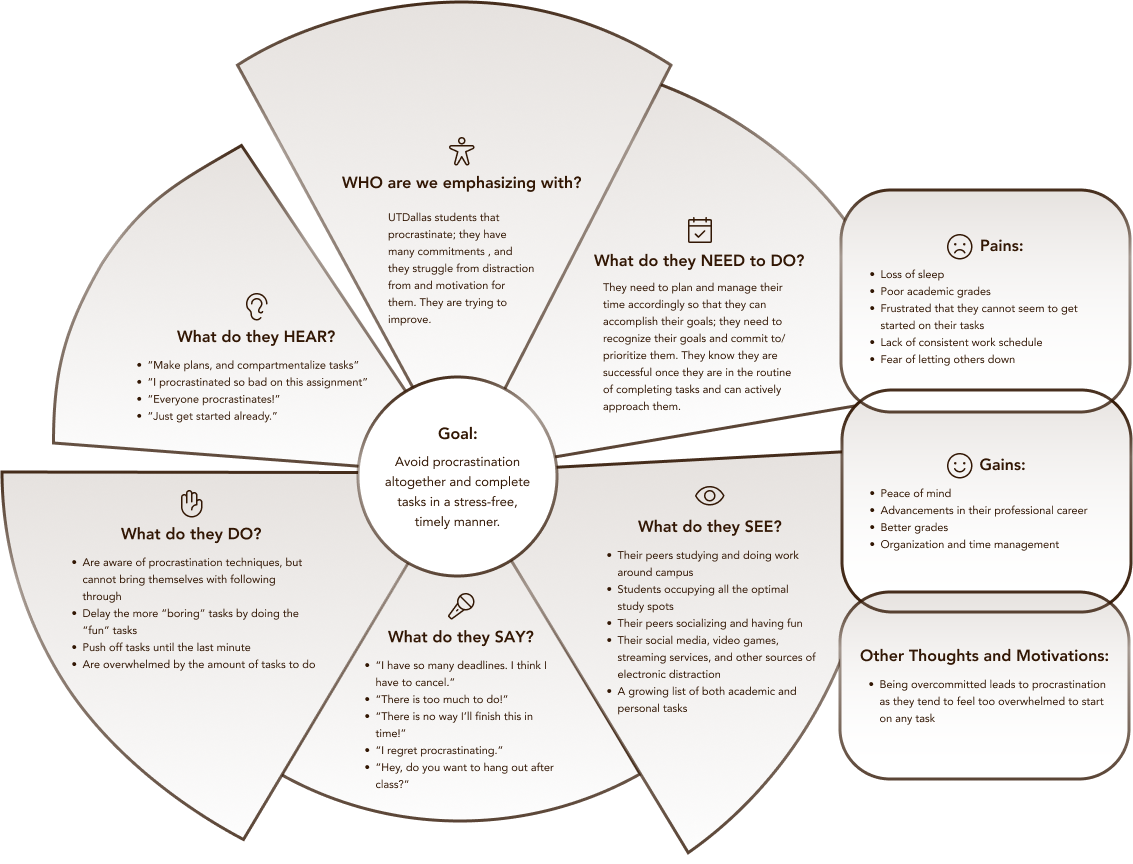 WHO are we emphasizing with?
UTDallas students that
procrastinate; they have
many commitments , and
they struggle from distraction
from and motivation for
them. They are trying to
improve.
What do they NEED to DO?
They need to plan and manage their
time accordingly so that they can
accomplish their goals; they need to
recognize their goals and commit to/
prioritize them. They know they are
successful once they are in the routine
of completing tasks and can actively
approach them.
What do they SEE?
• Their peers studying and doing work
around campus
• Students occupying all the optimal
study spots
• Their peers socializing and having fun
• Their social media, video games,
streaming services, and other sources of
electronic distraction
• A growing list of both academic and
personal tasks
What do they SAY?
• “I have so many deadlines. I think I
have to cancel.”
• “There is too much to do!”
• “There is no way I’ll finish this in
time!”
• “I regret procrastinating.”
• “Hey, do you want to hang out after
class?”
What do they DO?
• Are aware of procrastination techniques, but
cannot bring themselves with following
through
• Delay the more “boring” tasks by doing the
“fun” tasks
• Push off tasks until the last minute
• Are overwhelmed by the amount of tasks to do
What do they HEAR?
• “Make plans, and compartmentalize tasks”
• “I procrastinated so bad on this assignment”
• “Everyone procrastinates!”
• “Just get started already.”
Goal:
Avoid procrastination
altogether and complete
tasks in a stress-free,
timely manner.
Pains:
• Loss of sleep
• Poor academic grades
• Frustrated that they cannot seem to get
started on their tasks
• Lack of consistent work schedule
• Fear of letting others down
Gains:
• Peace of mind
• Advancements in their professional career
• Better grades
• Organization and time management
Other Thoughts and Motivations:
• Being overcommitted leads to procrastination
as they tend to feel too overwhelmed to start
on any task